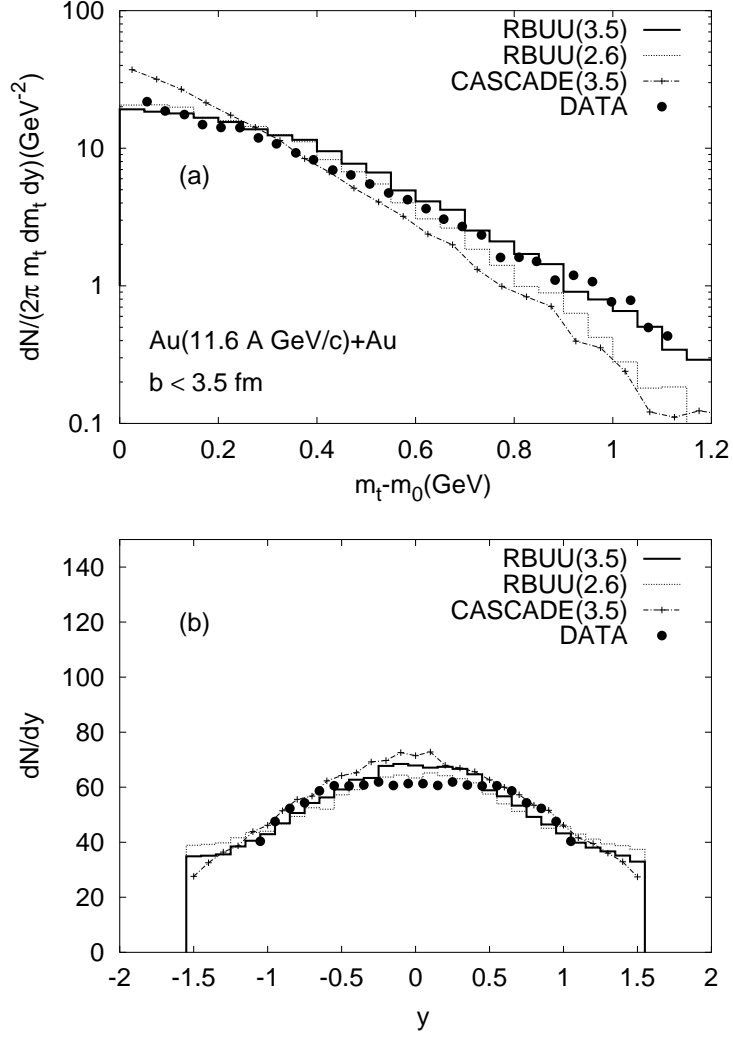 100
10
1
0.1
dN/(2π m_t dm_t dy)(GeV^-2)
RBUU(3.5)
RBUU(2.6)
CASCADE(3.5)
DATA
(a)
Au(11.6 A GeV/c)+Au
b < 3.5 fm
0 0.2 0.4 0.6 0.8 1 1.2
m_t-m_0(GeV)
140
120
100
80
60
40
20
0
dN/dy
RBUU(3.5)
RBUU(2.6)
CASCADE(3.5)
DATA
(b)
-2 -1.5 -1 -0.5 0 0.5 1 1.5 2
y